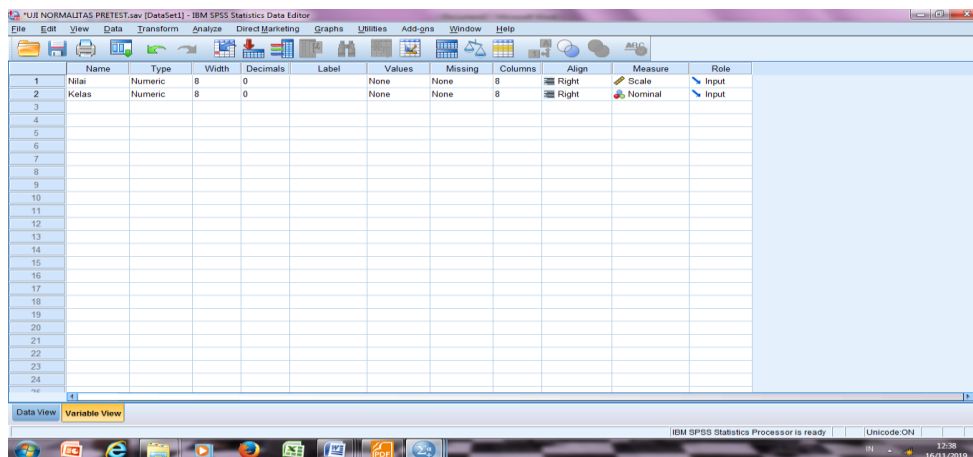 *UJI NORMALITAS PRETEST.sav [DataSet1] - IBM SPSS Statistics Data Editor
File Edit View Data Transform Analyze Direct Marketing Graphs Utilities Add-ons Window Help
Name Type Width Decimals Label Values Missing Columns Align Measure Role
1 Nilai Numeric 8 0 None None 8 Right Scale Input
2 Kelas Numeric 8 0 None None 8 Right Nominal Input
3
4
5
6
7
8
9
10
11
12
13
14
15
16
17
18
19
20
21
22
23
24
Data View Variable View
IBM SPSS Statistics Processor is ready Unicode:ON
IN 12:38
16/11/2019